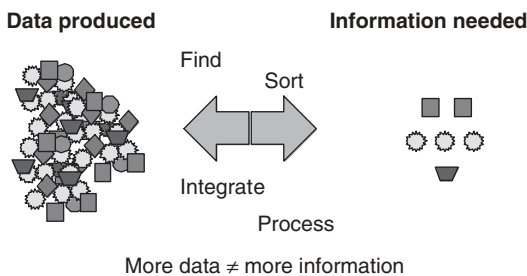 Data produced
Information needed
Find
Sort
Integrate
Process
More data ≠ more information